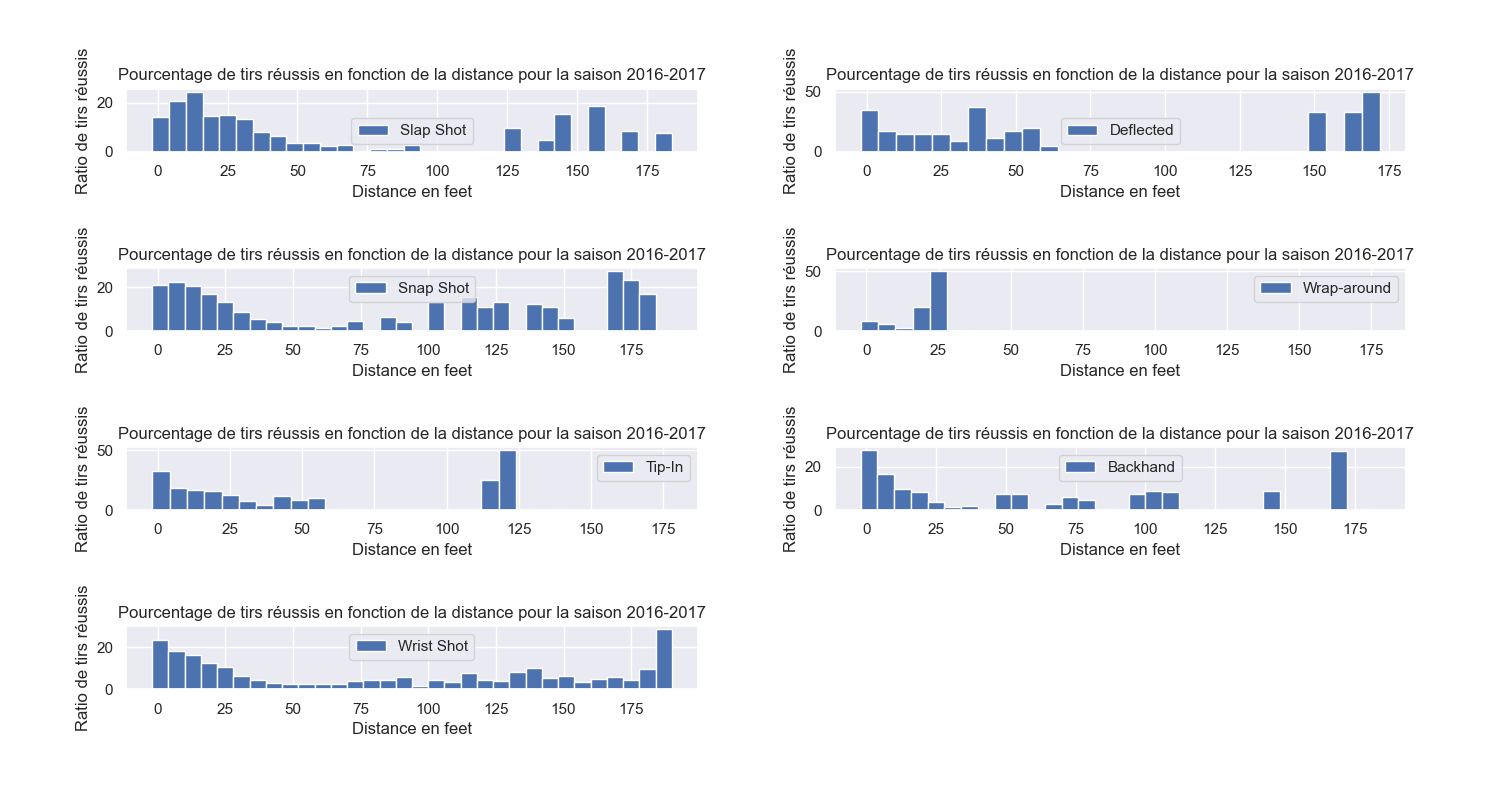 Pourcentage de tirs réussis en fonction de la distance pour la saison 2016-2017
Ratio de tirs réussis
20
0
Slap Shot
0 25 50 75 100 125 150 175
Distance en feet
Pourcentage de tirs réussis en fonction de la distance pour la saison 2016-2017
Ratio de tirs réussis
50
0
Deflected
0 25 50 75 100 125 150 175
Distance en feet
Pourcentage de tirs réussis en fonction de la distance pour la saison 2016-2017
Ratio de tirs réussis
20
0
Snap Shot
0 25 50 75 100 125 150 175
Distance en feet
Pourcentage de tirs réussis en fonction de la distance pour la saison 2016-2017
Ratio de tirs réussis
50
0
Wrap-around
0 25 50 75 100 125 150 175
Distance en feet
Pourcentage de tirs réussis en fonction de la distance pour la saison 2016-2017
Ratio de tirs réussis
50
0
Tip-In
0 25 50 75 100 125 150 175
Distance en feet
Pourcentage de tirs réussis en fonction de la distance pour la saison 2016-2017
Ratio de tirs réussis
20
0
Backhand
0 25 50 75 100 125 150 175
Distance en feet
Pourcentage de tirs réussis en fonction de la distance pour la saison 2016-2017
Ratio de tirs réussis
20
0
Wrist Shot
0 25 50 75 100 125 150 175
Distance en feet